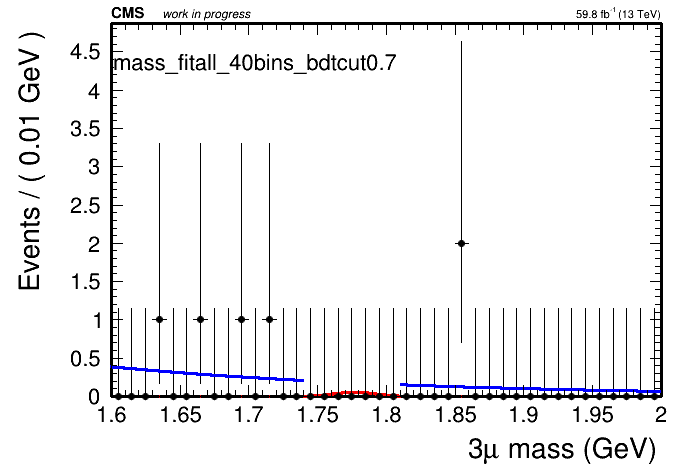 CMS work in progress 59.8 fb-1 (13 TeV)
mass_fitall_40bins_bdtcut0.7
Events / ( 0.01 GeV )
4.5
4
3.5
3
2.5
2
1.5
1
0.5
0
1.6 1.65 1.7 1.75 1.8 1.85 1.9 1.95 2
3μ mass (GeV)